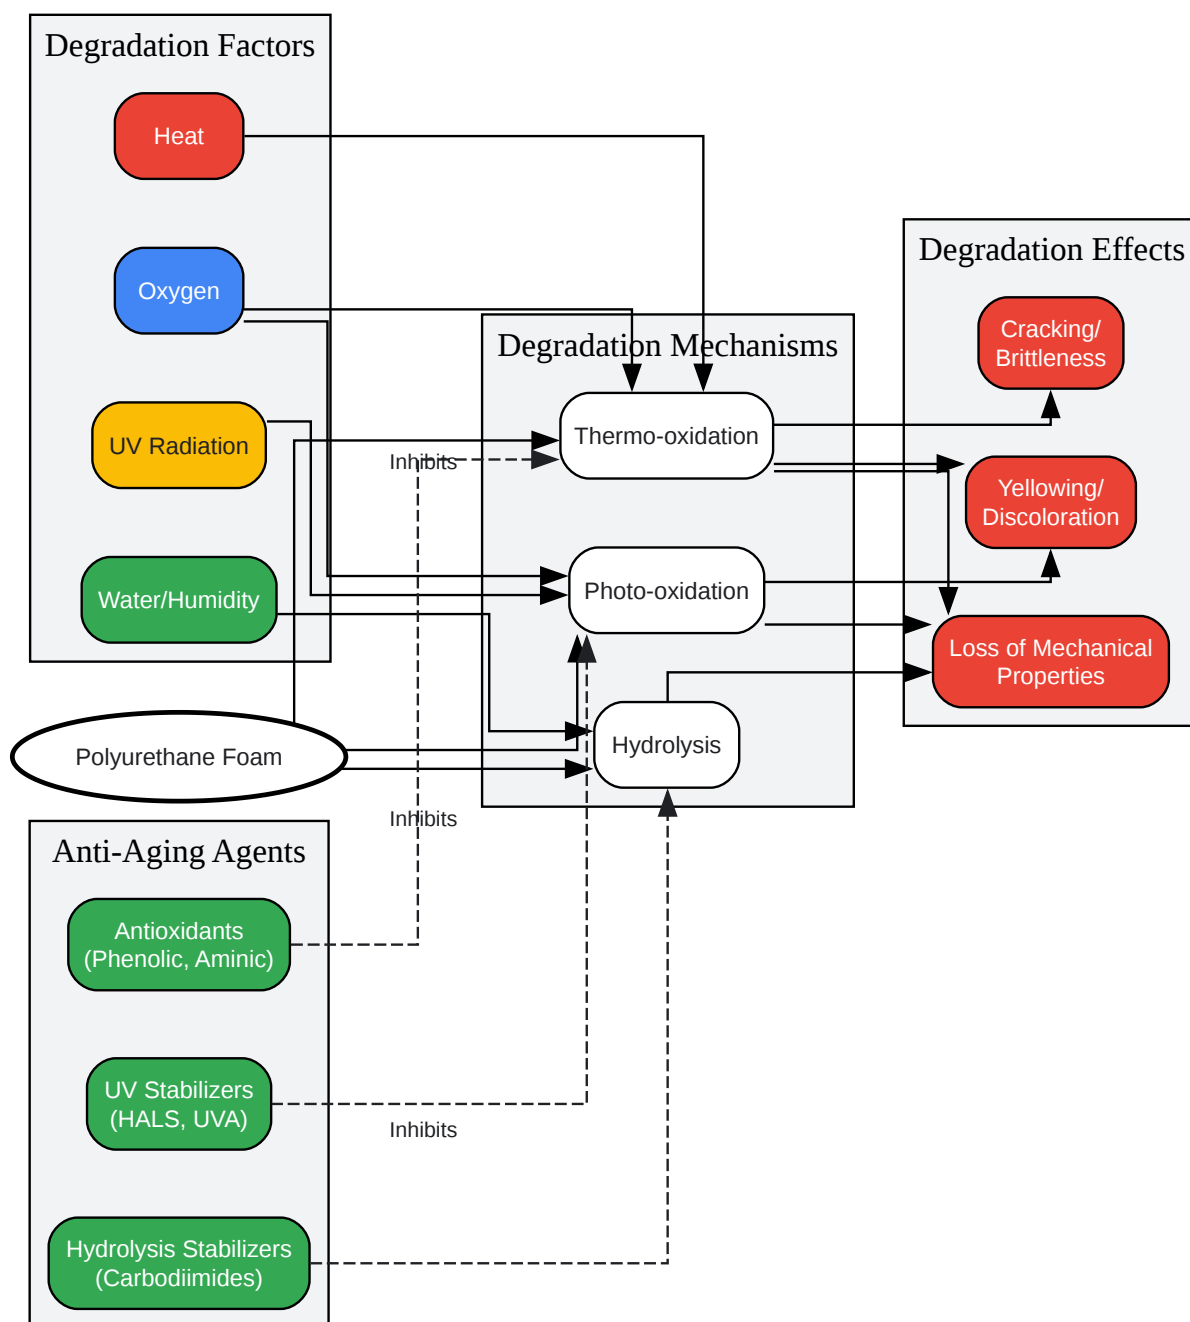 Degradation Factors
Heat
Oxygen
UV Radiation
Water/Humidity
Polyurethane Foam
Anti-Aging Agents
Antioxidants
(Phenolic, Aminic)
UV Stabilizers
(HALS, UVA)
Hydrolysis Stabilizers
(Carbodiimides)
Inhibits
Inhibits
Inhibits
Degradation Mechanisms
Thermo-oxidation
Photo-oxidation
Hydrolysis
Degradation Effects
Cracking/
Brittleness
Yellowing/
Discoloration
Loss of Mechanical
Properties